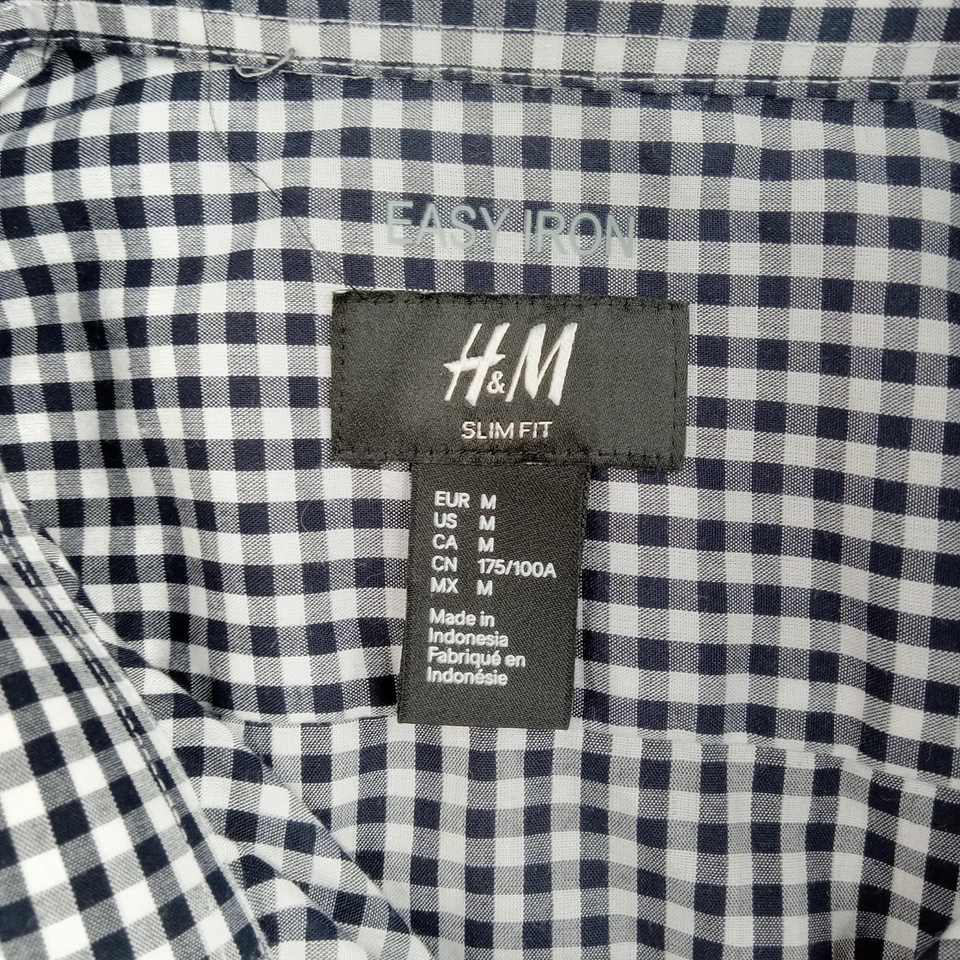 EASY IRON
H&M
SLIM FIT
EUR M
US M
CA M
CN 175/100A
MX M
Made in
Indonesia
Fabriqué en
Indonésie